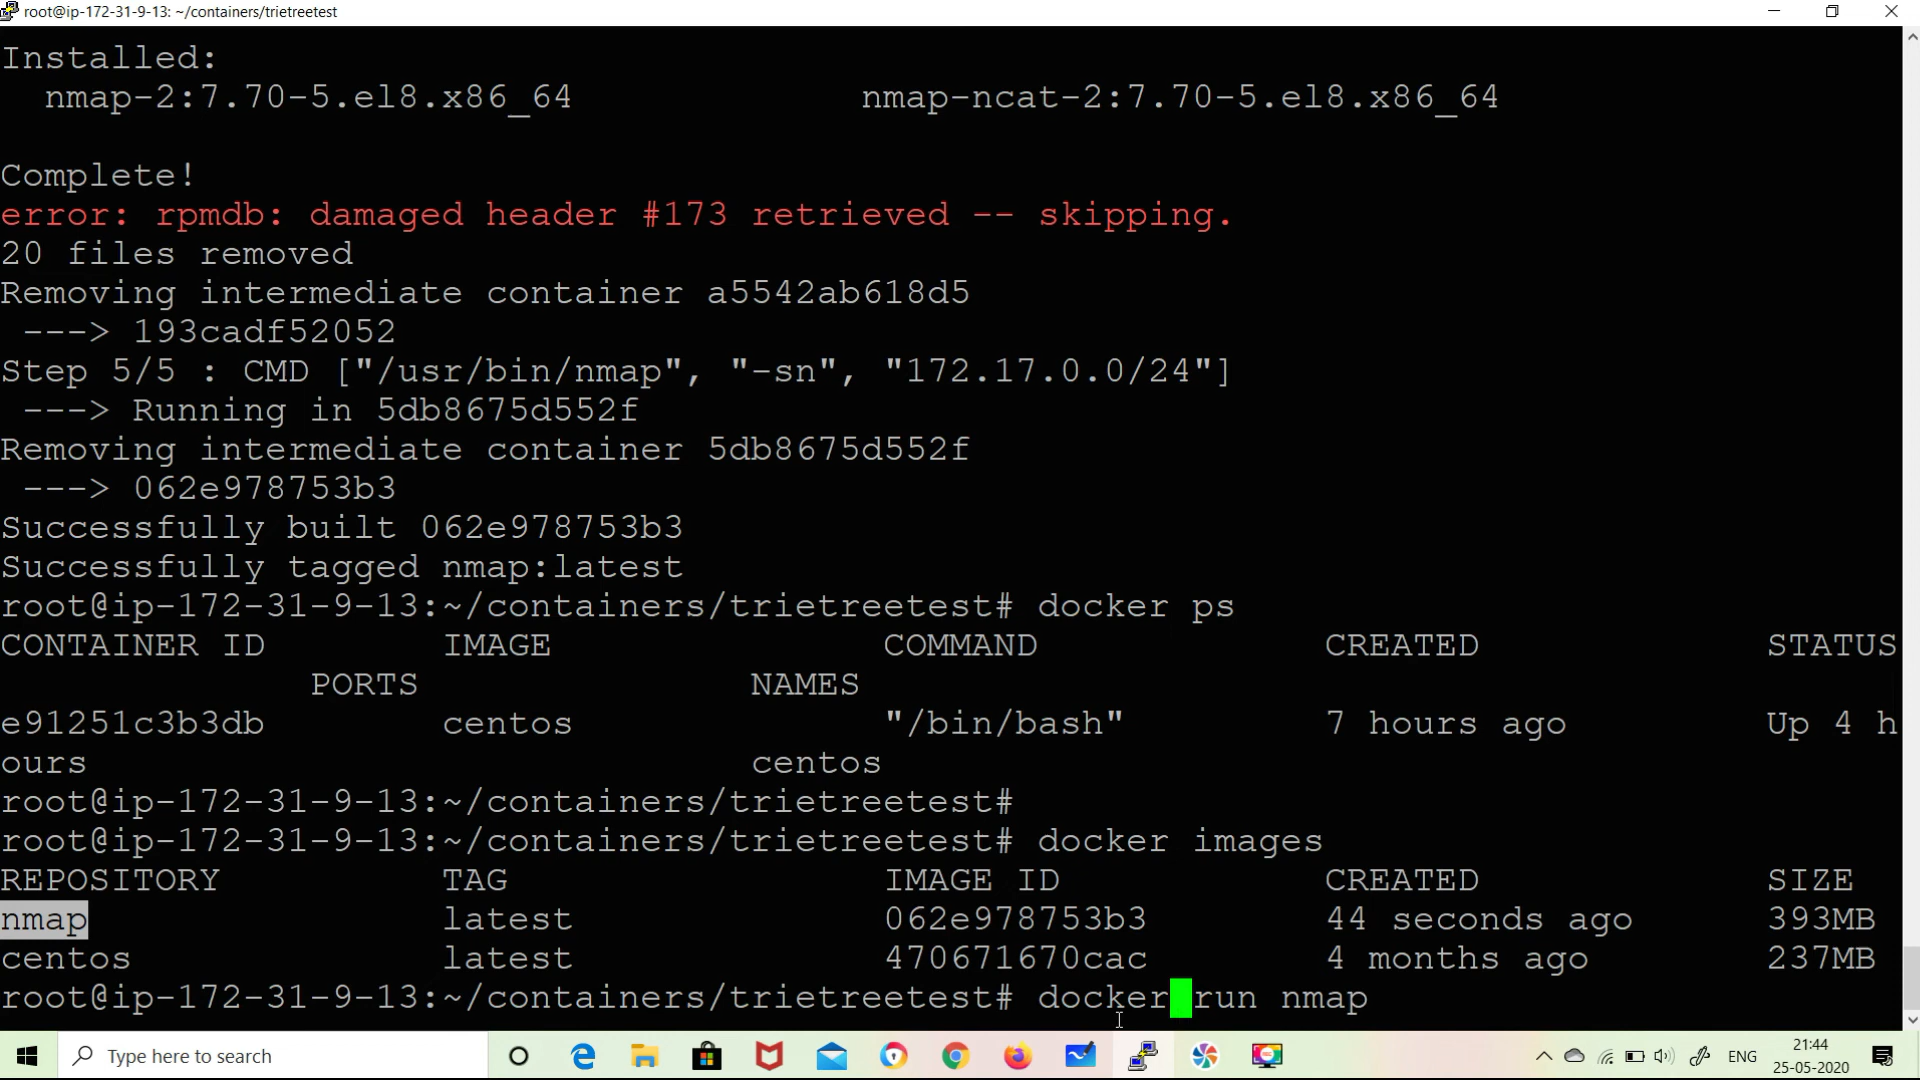 root@ip-172-31-9-13: ~/containers/trietreetest
Installed:
nmap-2:7.70-5.el8.x86_64 nmap-ncat-2:7.70-5.el8.x86_64
Complete!
error: rpmdb: damaged header #173 retrieved -- skipping.
20 files removed
Removing intermediate container a5542ab618d5
---> 193cadf52052
Step 5/5 : CMD ["/usr/bin/nmap", "-sn", "172.17.0.0/24"]
---> Running in 5db8675d552f
Removing intermediate container 5db8675d552f
---> 062e978753b3
Successfully built 062e978753b3
Successfully tagged nmap:latest
root@ip-172-31-9-13:~/containers/trietreetest# docker ps
CONTAINER ID IMAGE COMMAND CREATED STATUS
PORTS NAMES
e91251c3b3db centos "/bin/bash" 7 hours ago Up 4 h
ours centos
root@ip-172-31-9-13:~/containers/trietreetest#
root@ip-172-31-9-13:~/containers/trietreetest# docker images
REPOSITORY TAG IMAGE ID CREATED SIZE
nmap latest 062e978753b3 44 seconds ago 393MB
centos latest 470671670cac 4 months ago 237MB
root@ip-172-31-9-13:~/containers/trietreetest# docker run nmap
Type here to search
ENG
21:44
25-05-2020